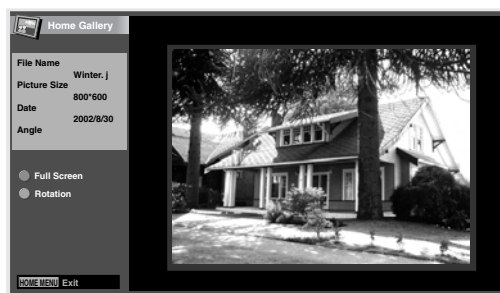 Home Gallery
File Name
Winter. j
Picture Size
800*600
Date
2002/8/30
Angle
Full Screen
Rotation
HOME MENU Exit